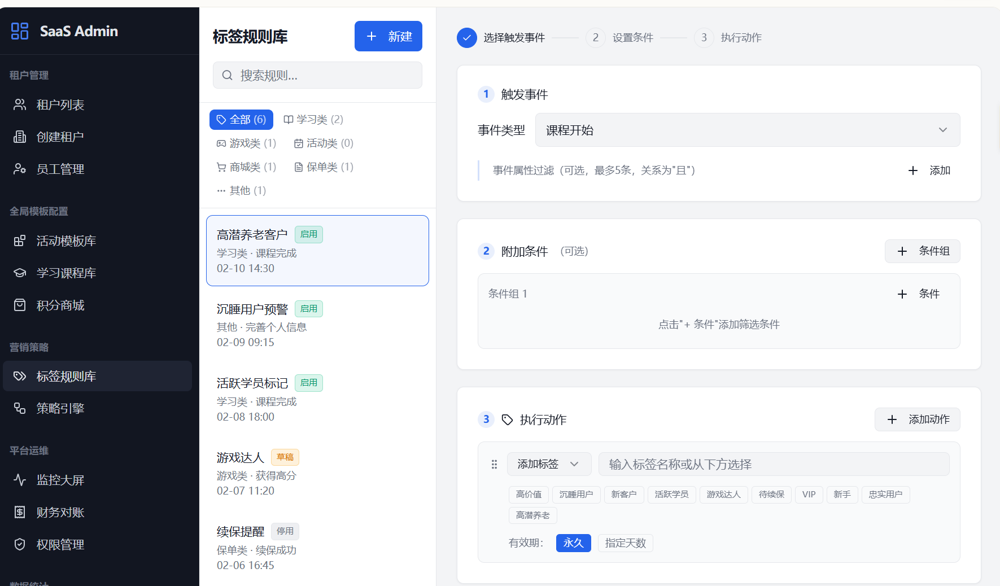 SaaS Admin
租户管理
租户列表
创建租户
员工管理
全局模板配置
活动模板库
学习课程库
积分商城
营销策略
标签规则库
策略引擎
平台运维
监控大屏
财务对账
权限管理
数据统计
标签规则库
+ 新建
搜索规则...
全部 (6) 学习类 (2)
游戏类 (1) 活动类 (0)
商城类 (1) 保单类 (1)
其他 (1)
高潜养老客户 启用
学习类 · 课程完成
02-10 14:30
沉睡用户预警 启用
其他 · 完善个人信息
02-09 09:15
活跃学员标记 启用
学习类 · 课程完成
02-08 18:00
游戏达人 草稿
游戏类 · 获得高分
02-07 11:20
续保提醒 停用
保单类 · 续保成功
02-06 16:45
选择触发事件 2 设置条件 3 执行动作
1 触发事件
事件类型 课程开始
事件属性过滤（可选，最多5条，关系为"且"） + 添加
2 附加条件 （可选） + 条件组
条件组 1 + 条件
点击"+ 条件"添加筛选条件
3 执行动作 + 添加动作
添加标签 输入标签名称或从下方选择
高价值 沉睡用户 新客户 活跃学员 游戏达人 待续保 VIP 新手 忠实用户
高潜养老
有效期： 永久 指定天数